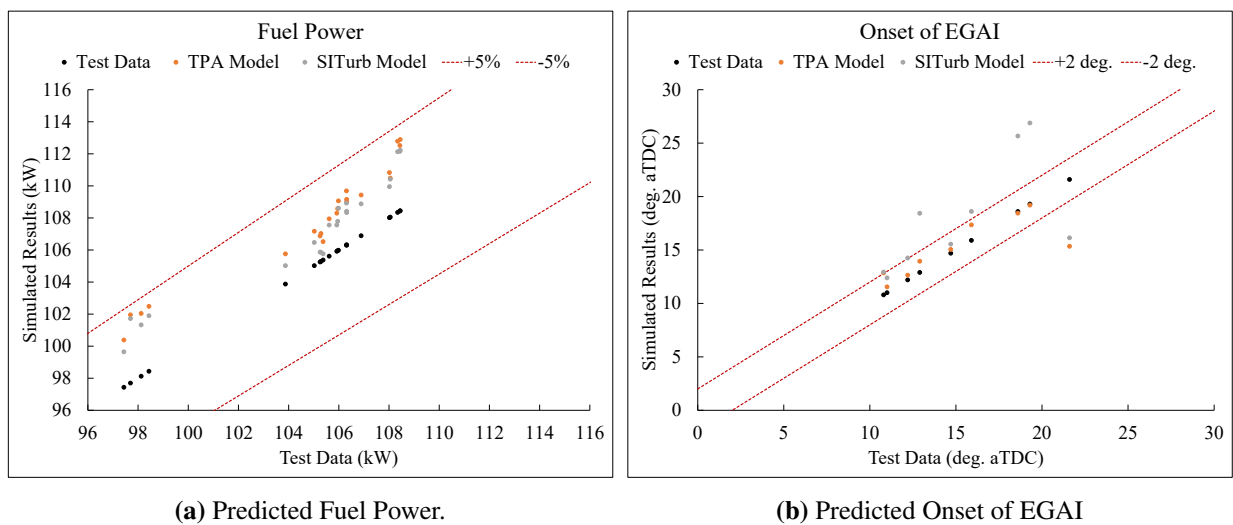 Fuel Power
Test Data TPA Model SITurb Model +5% -5%
116
114
112
110
108
106
104
102
100
98
96
Simulated Results (kW)
96 98 100 102 104 106 108 110 112 114 116
Test Data (kW)
(a) Predicted Fuel Power.
Onset of EGAI
Test Data TPA Model SITurb Model +2 deg. -2 deg.
30
25
20
15
10
5
0
Simulated Results (deg. aTDC)
0 5 10 15 20 25 30
Test Data (deg. aTDC)
(b) Predicted Onset of EGAI